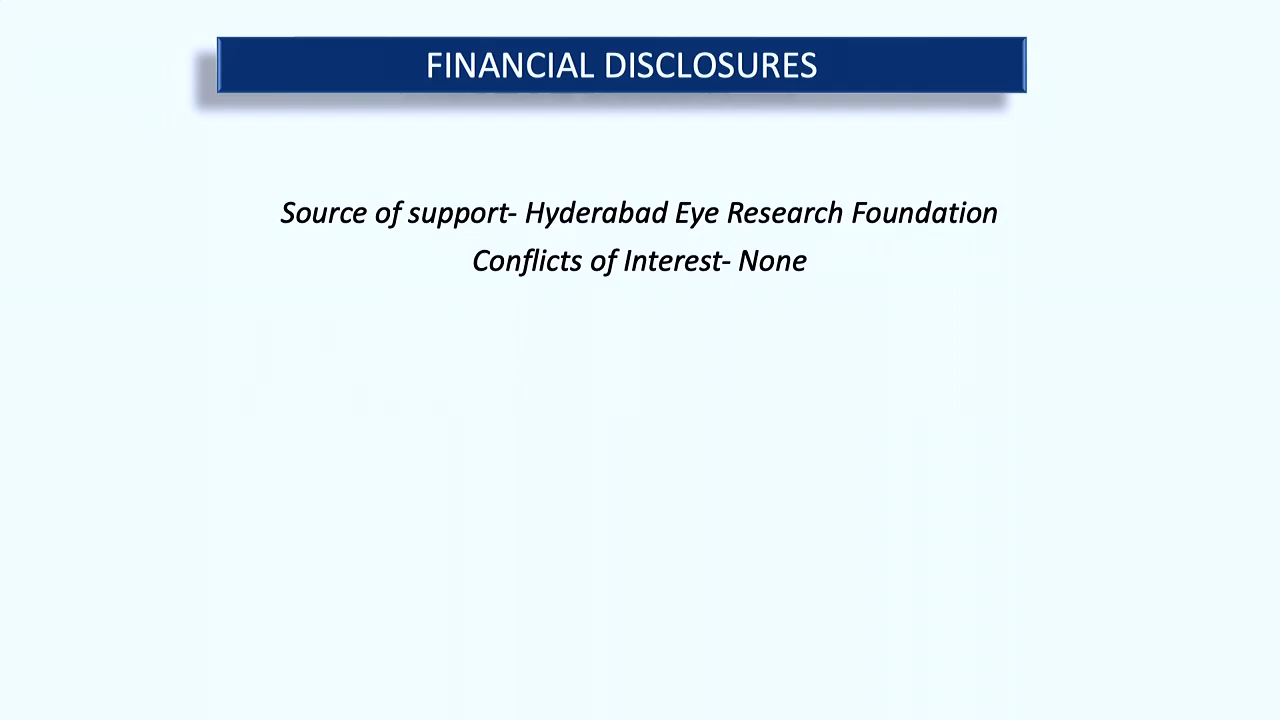 FINANCIAL DISCLOSURES
Source of support- Hyderabad Eye Research Foundation
Conflicts of Interest- None